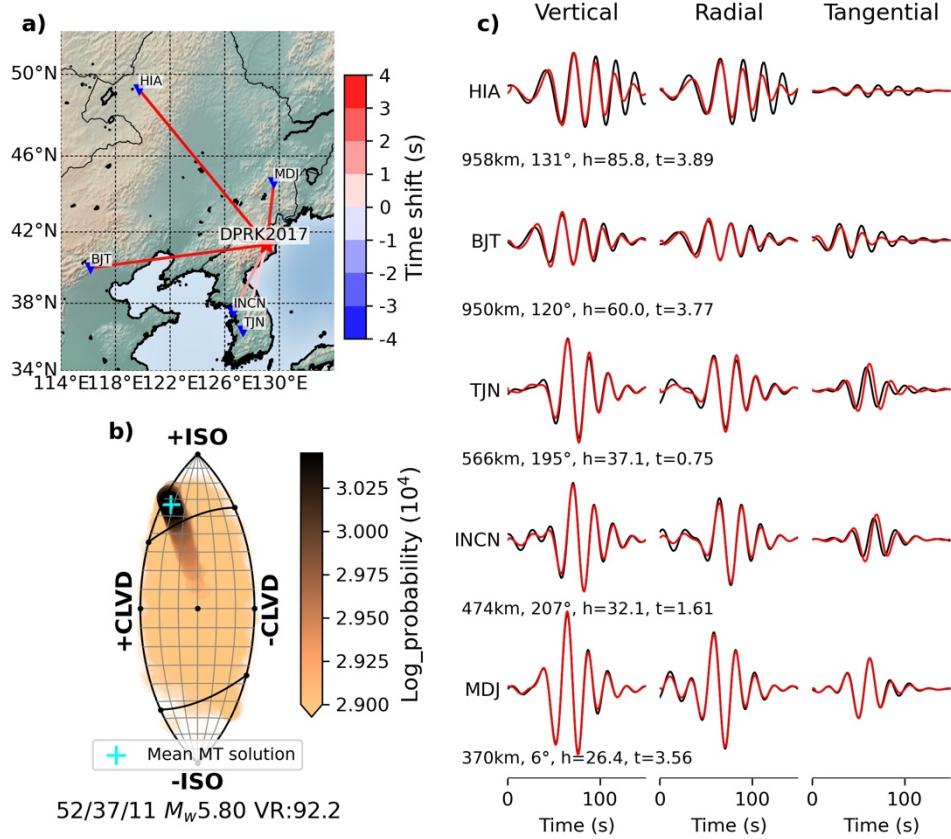 a)
50°N
46°N
42°N
38°N
34°N
114°E
118°E
122°E
126°E
130°E
HIA
MDJ
DPRK2017
BJT
INCN
TJN
4
3
2
1
0
-1
-2
-3
-4
Time shift (s)
b)
+ISO
+CLVD
-CLVD
Mean MT solution
-ISO
52/37/11 Mw5.80 VR:92.2
3.025
3.000
2.975
2.950
2.925
2.900
Log_probability (10⁴)
c)
Vertical Radial Tangential
HIA
958km, 131°, h=85.8, t=3.89
BJT
950km, 120°, h=60.0, t=3.77
TJN
566km, 195°, h=37.1, t=0.75
INCN
474km, 207°, h=32.1, t=1.61
MDJ
370km, 6°, h=26.4, t=3.56
0 100 0 100 0 100
Time (s) Time (s) Time (s)